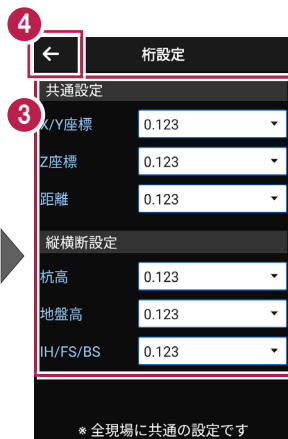 4
← 桁設定
共通設定
3
X/Y座標 0.123
Z座標 0.123
距離 0.123
縦横断設定
杭高 0.123
地盤高 0.123
IH/FS/BS 0.123
※ 全現場に共通の設定です